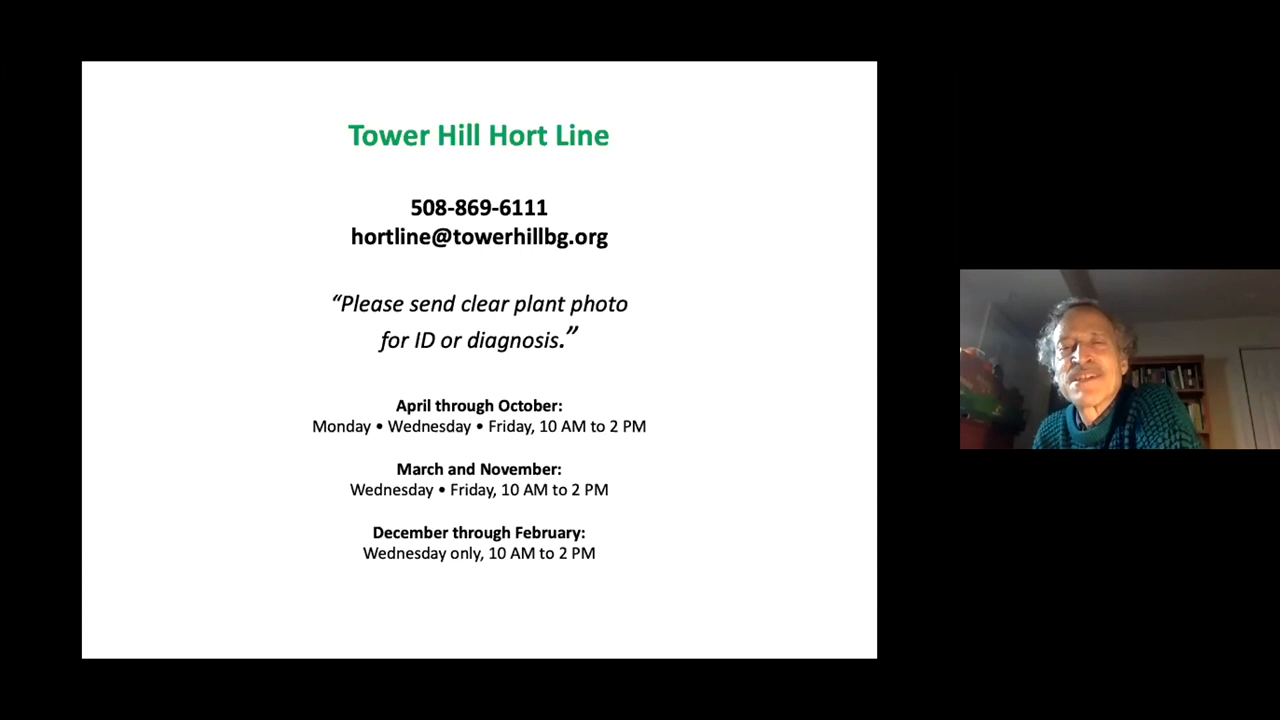 Tower Hill Hort Line
508-869-6111
hortline@towerhillbg.org
“Please send clear plant photo
for ID or diagnosis.”
April through October:
Monday • Wednesday • Friday, 10 AM to 2 PM
March and November:
Wednesday • Friday, 10 AM to 2 PM
December through February:
Wednesday only, 10 AM to 2 PM